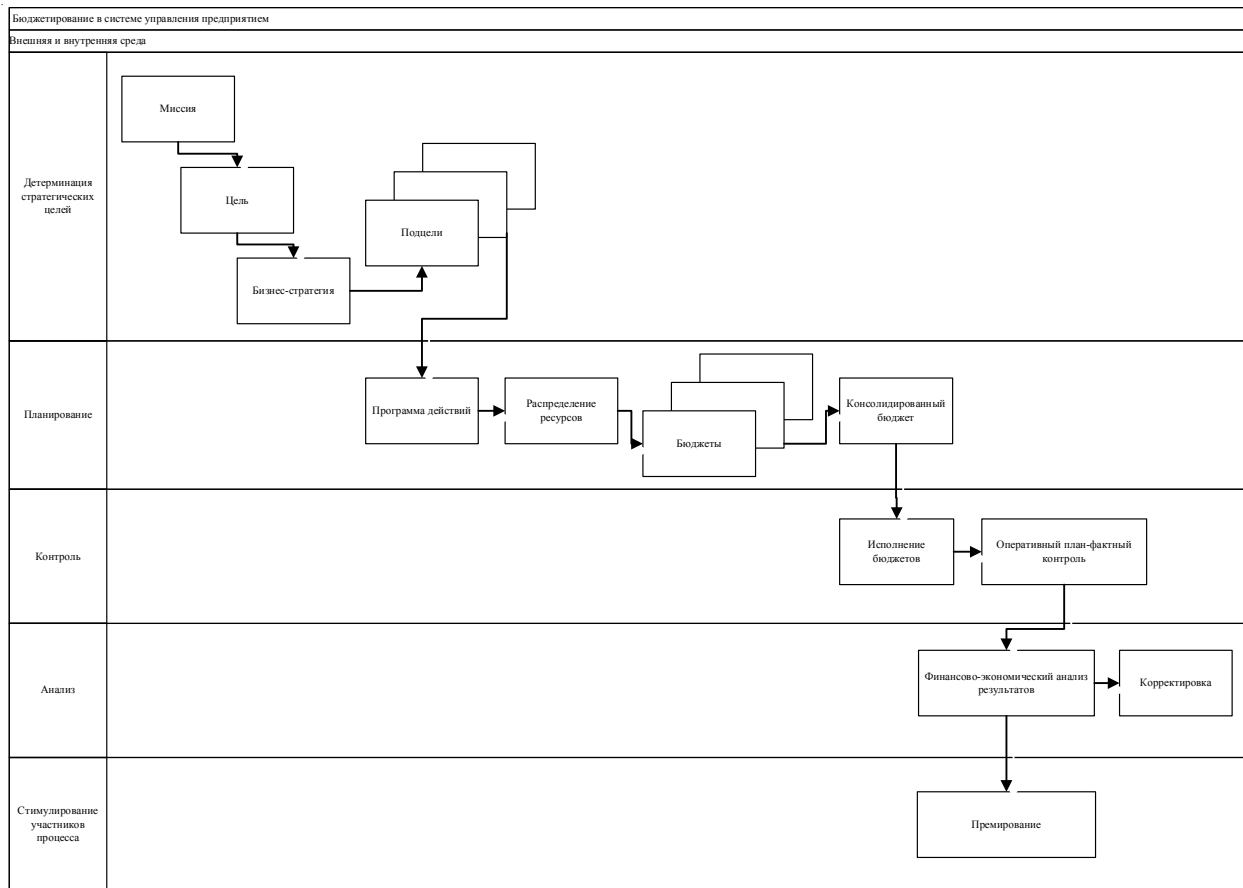 Бюджетирование в системе управления предприятием
Внешняя и внутренняя среда
Детерминация
стратегических
целей
Миссия
Цель
Бизнес-стратегия
Подцели
Планирование
Программа действий
Распределение
ресурсов
Бюджеты
Консолидированный
бюджет
Контроль
Исполнение
бюджетов
Оперативный план-фактный
контроль
Анализ
Финансово-экономический анализ
результатов
Корректировка
Стимулирование
участников
процесса
Премирование